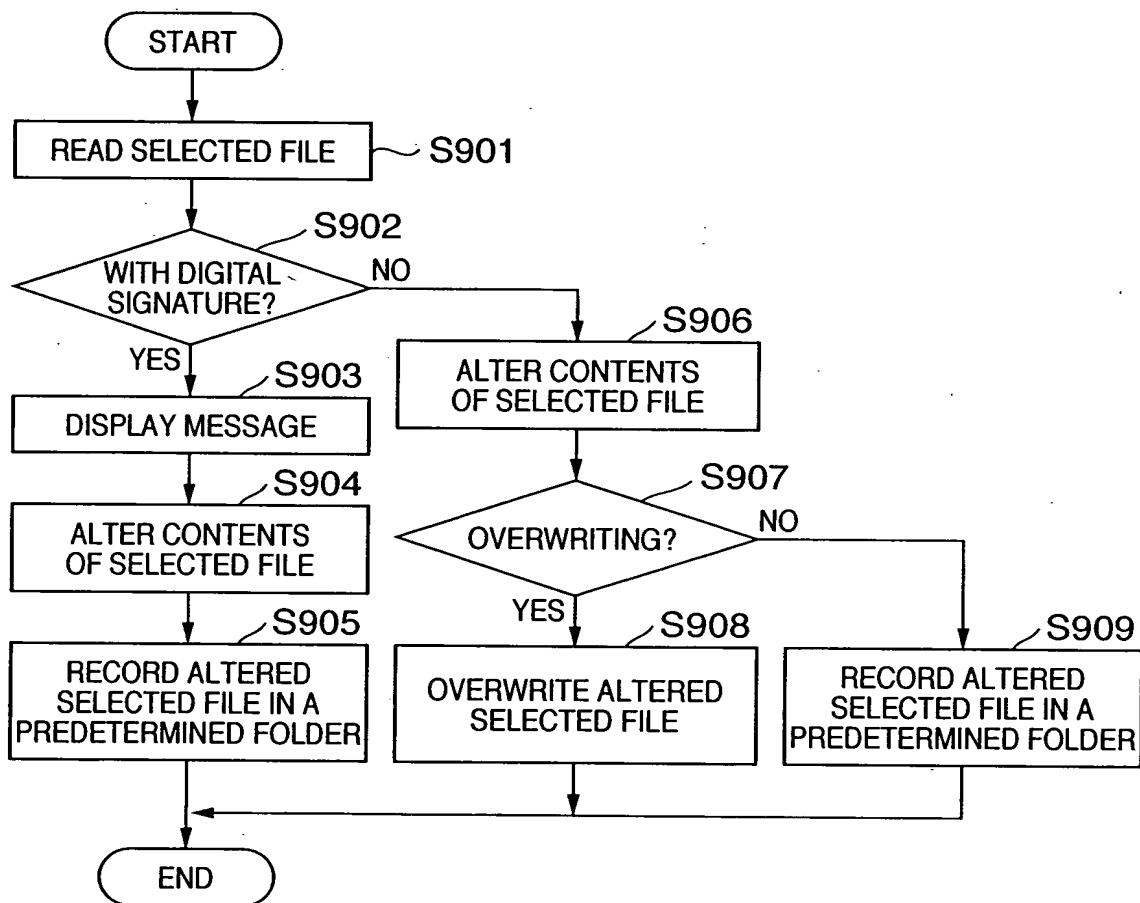 START
READ SELECTED FILE
S901
S902
WITH DIGITAL
SIGNATURE?
NO
YES
S903
DISPLAY MESSAGE
S904
ALTER CONTENTS
OF SELECTED FILE
S905
RECORD ALTERED
SELECTED FILE IN A
PREDETERMINED FOLDER
S906
ALTER CONTENTS
OF SELECTED FILE
S907
OVERWRITING?
NO
YES
S908
OVERWRITE ALTERED
SELECTED FILE
S909
RECORD ALTERED
SELECTED FILE IN A
PREDETERMINED FOLDER
END